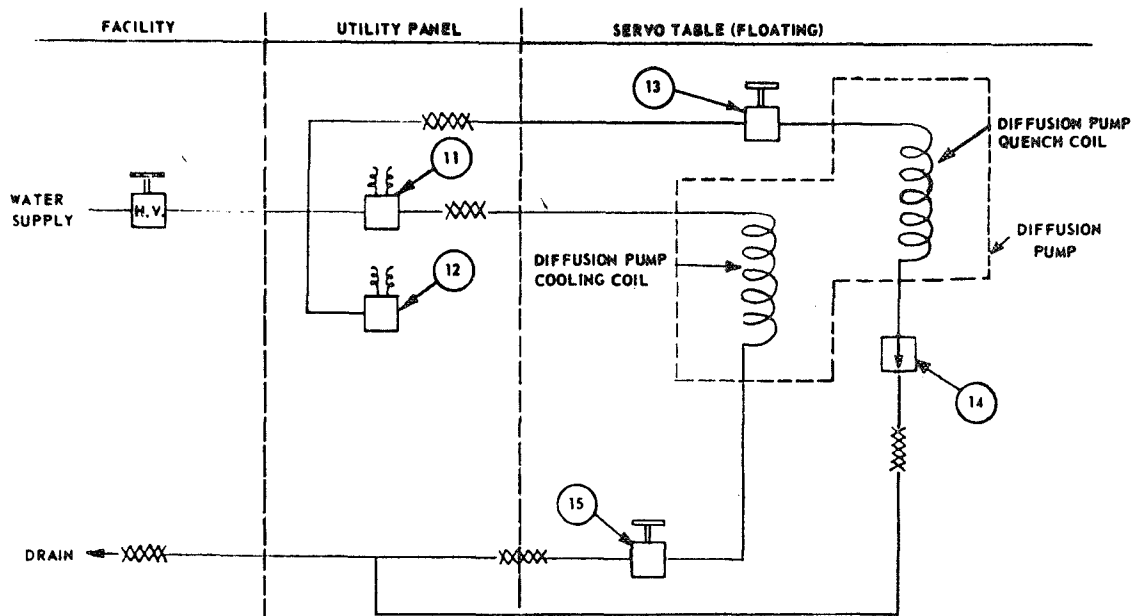 FACILITY
UTILITY PANEL
SERVO TABLE (FLOATING)
13
DIFFUSION PUMP
QUENCH COIL
11
WATER
SUPPLY
H.V.
DIFFUSION
PUMP
12
DIFFUSION PUMP
COOLING COIL
14
15
DRAIN